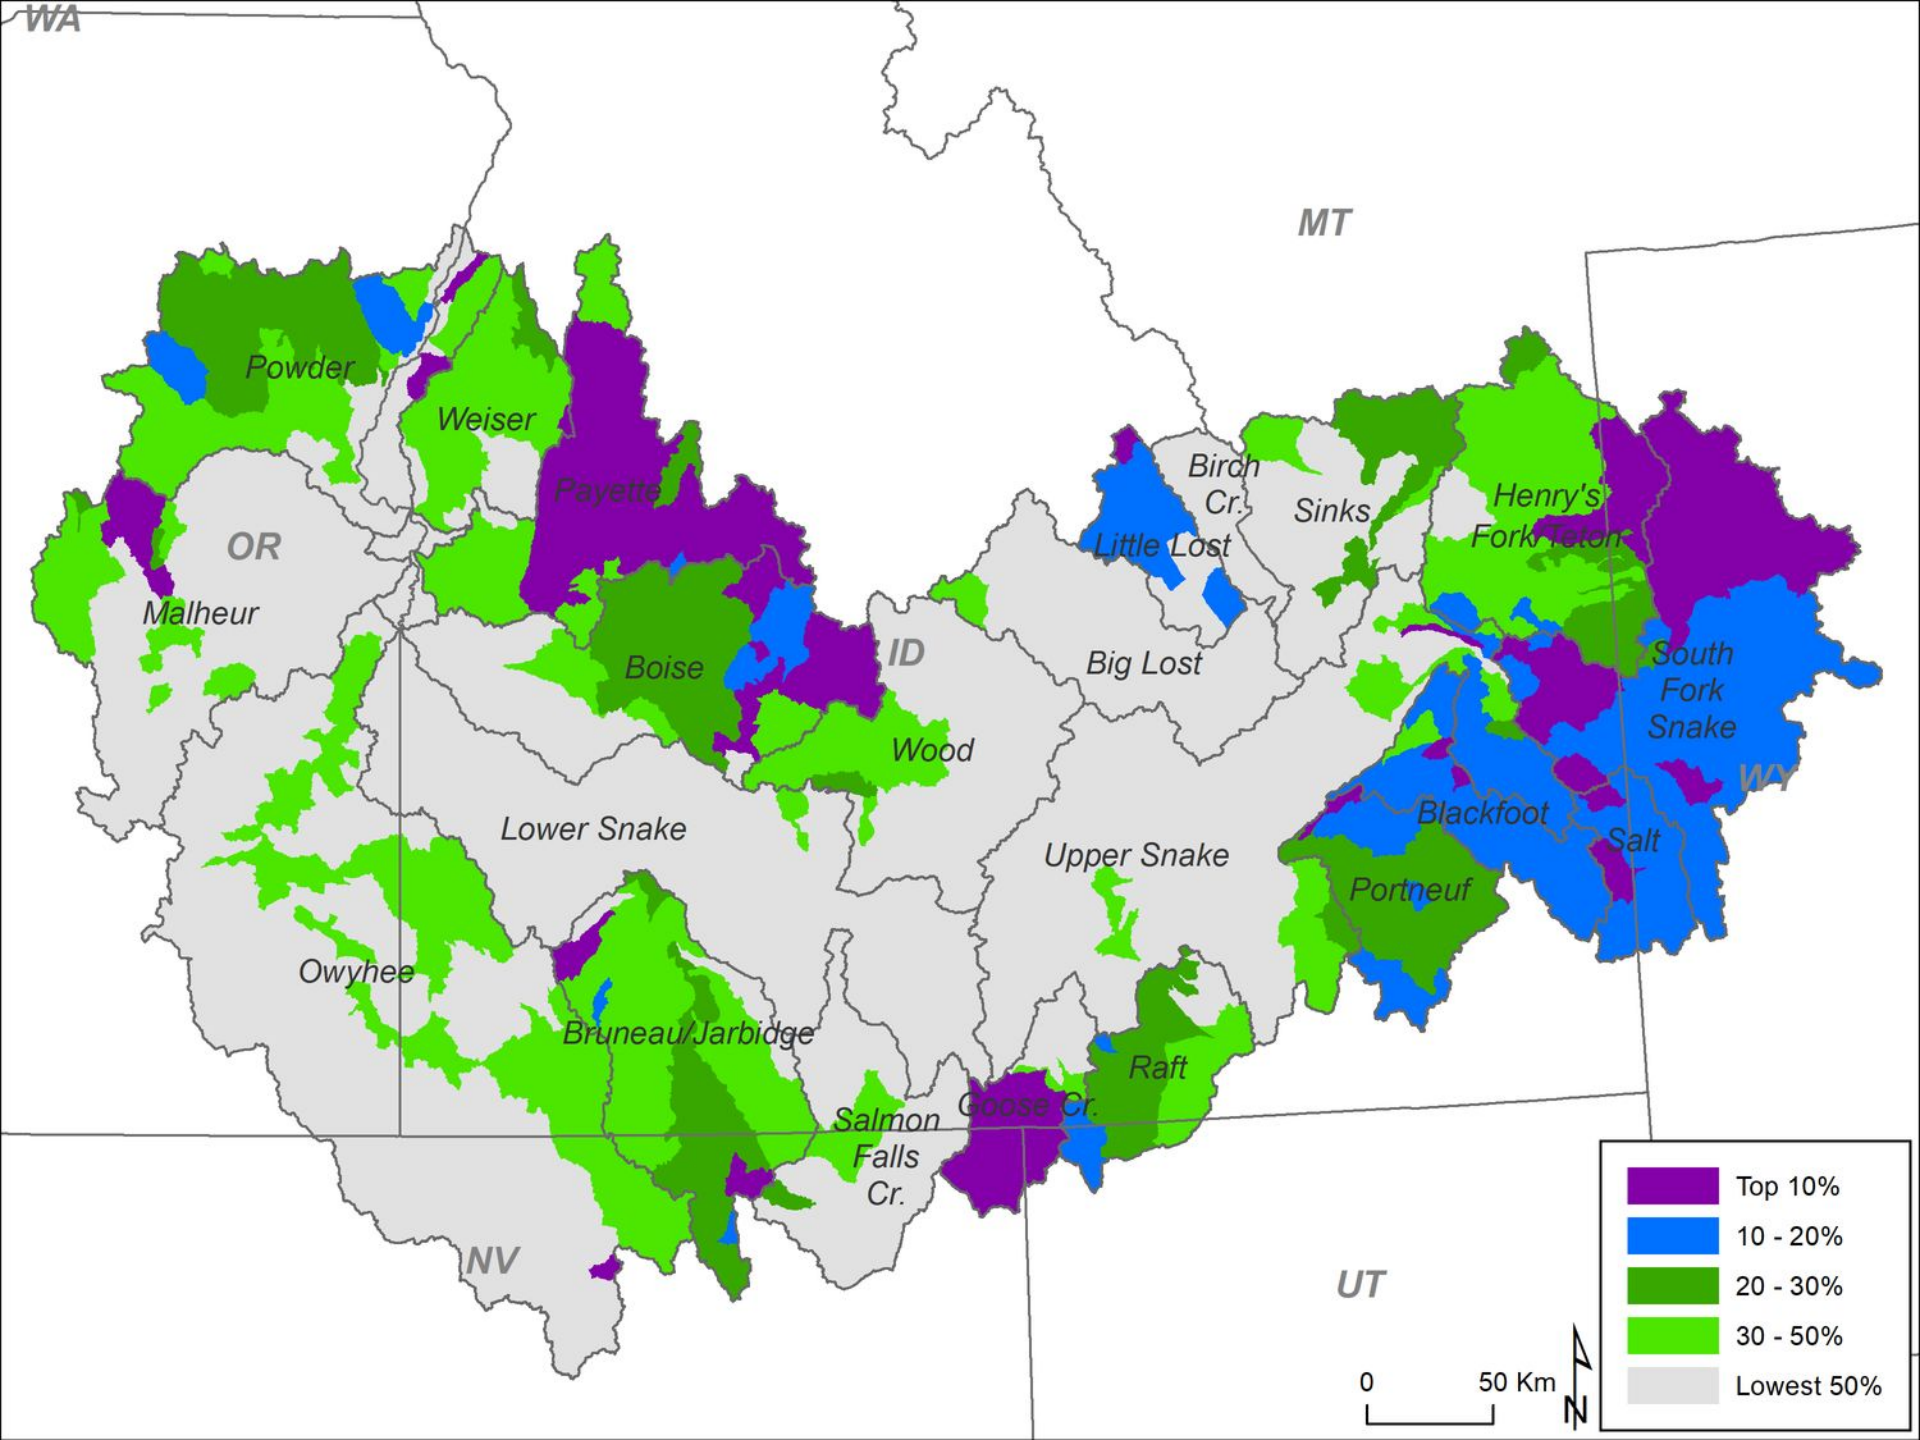 WA
MT
Powder
Weiser
Birch
Cr.
Payette
Henry's
Sinks
OR
Little Lost
Fork/Teton
Malheur
ID
South
Fork
Snake
Boise
Big Lost
Wood
WY
Lower Snake
Blackfoot
Salt
Upper Snake
Portneuf
Owyhee
Bruneau/Jarbidge
Raft
Goose Cr.
Salmon
Falls
Cr.
NV
UT
Top 10%
10 - 20%
20 - 30%
30 - 50%
Lowest 50%
0 50 Km
N